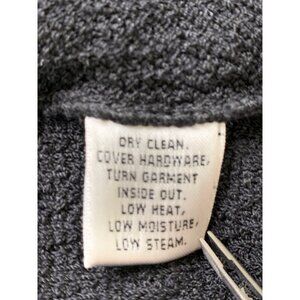 DRY CLEAN.
COVER HARDWARE,
TURN GARMENT
INSIDE OUT.
LOW HEAT,
LOW MOISTURE,
LOW STEAM.